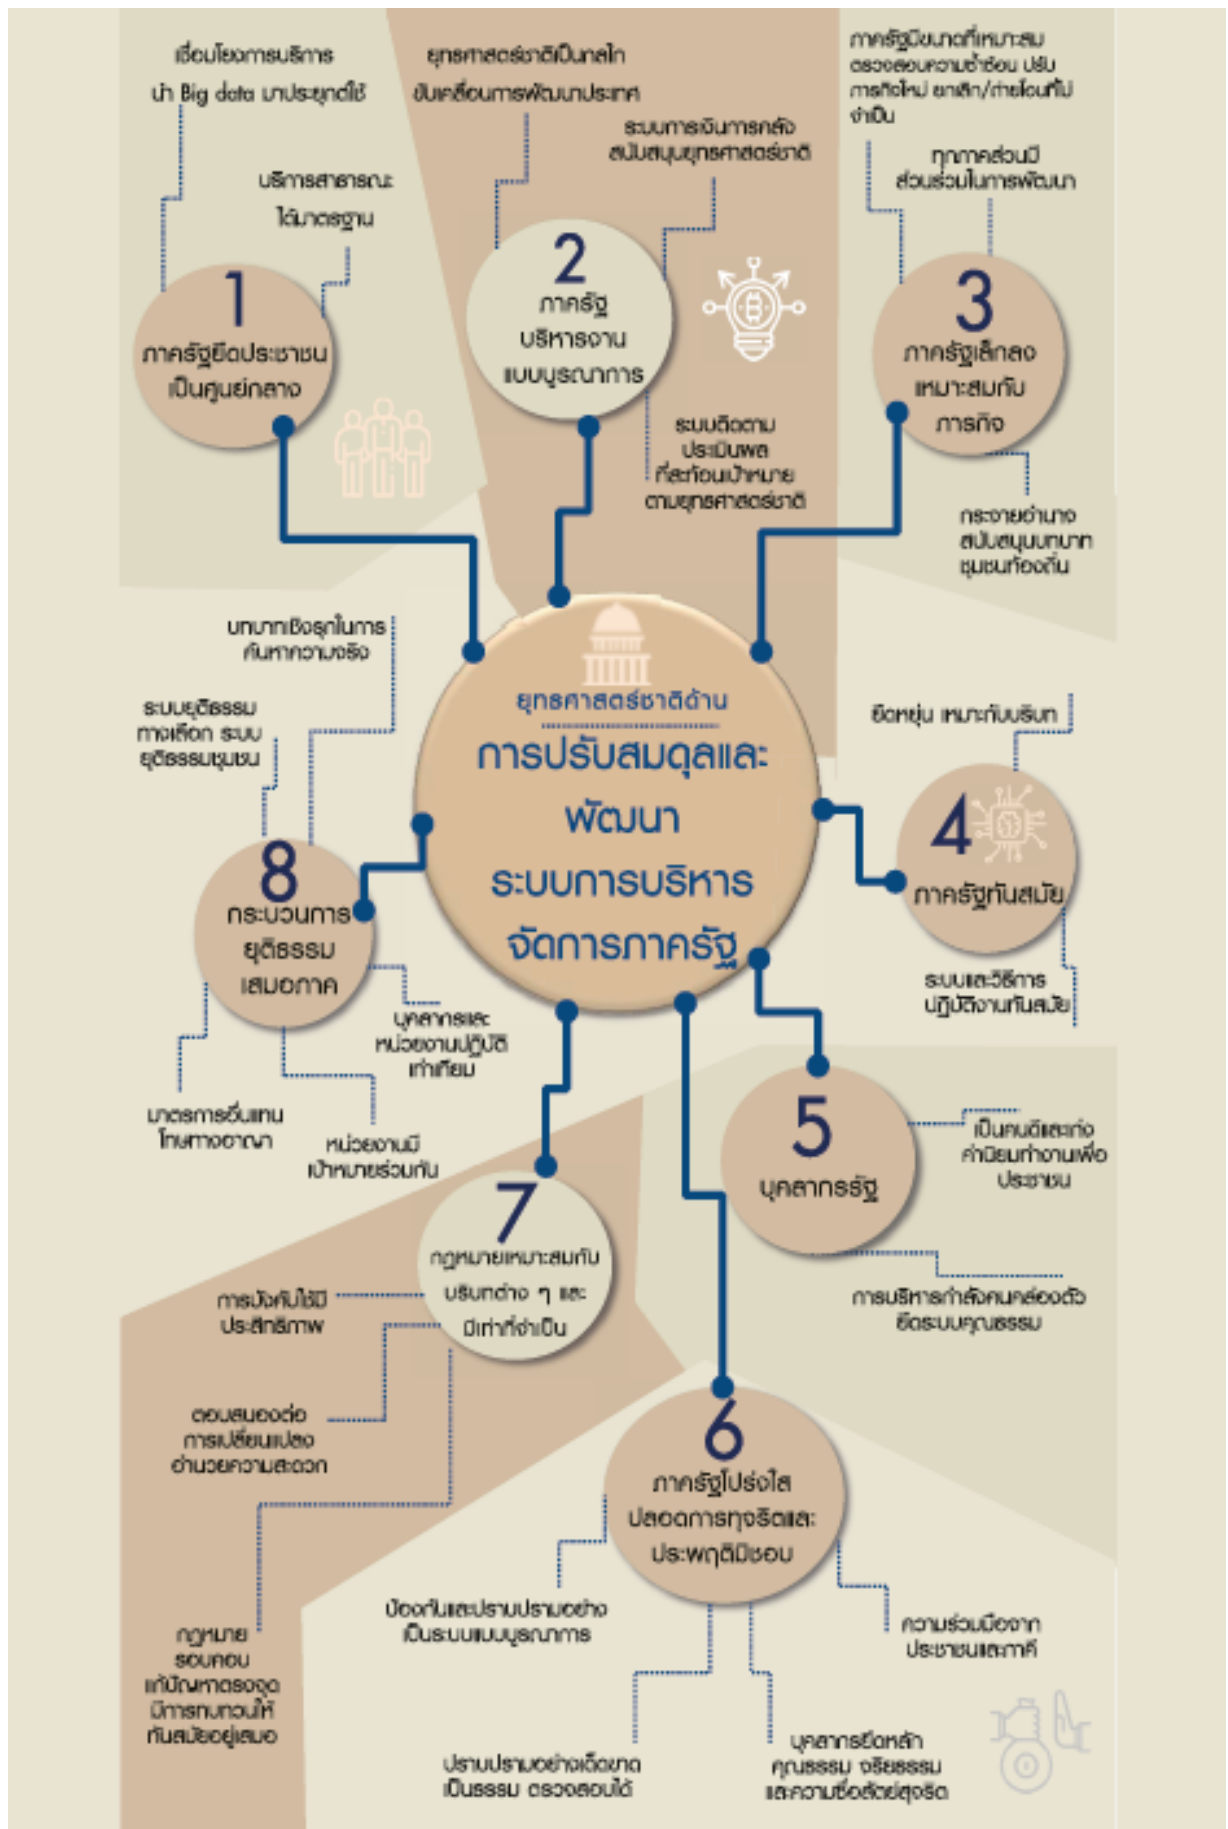 เชื่อมโยงการบริการ
นำ Big data มาประยุกต์ใช้
บริการสาธารณะ
ได้มาตรฐาน
1
ภาครัฐยึดประชาชน
เป็นศูนย์กลาง
ยุทธศาสตร์ชาติเป็นกลไก
ขับเคลื่อนการพัฒนาประเทศ
ระบบการเงินการคลัง
สนับสนุนยุทธศาสตร์ชาติ
2
ภาครัฐ
บริหารงาน
แบบบูรณาการ
ระบบติดตาม
ประเมินผล
ที่สะท้อนเป้าหมาย
ตามยุทธศาสตร์ชาติ
ภาครัฐมีขนาดที่เหมาะสม
ตรวจสอบความซ้ำซ้อน ปรับ
ภารกิจใหม่ ยกเลิก/ถ่ายโอนที่ไม่
จำเป็น
ทุกภาคส่วนมี
ส่วนร่วมในการพัฒนา
3
ภาครัฐเล็กลง
เหมาะสมกับ
ภารกิจ
กระจายอำนาจ
สนับสนุนบทบาท
ชุมชนท้องถิ่น
ยุทธศาสตร์ชาติด้าน
การปรับสมดุลและ
พัฒนา
ระบบการบริหาร
จัดการภาครัฐ
ยืดหยุ่น เหมาะกับบริบท
4
ภาครัฐทันสมัย
ระบบและวิธีการ
ปฏิบัติงานทันสมัย
5
บุคลากรรัฐ
เป็นคนดีและเก่ง
ค่านิยมทำงานเพื่อ
ประชาชน
การบริหารกำลังคนคล่องตัว
ยึดระบบคุณธรรม
6
ภาครัฐโปร่งใส
ปลอดการทุจริตและ
ประพฤติมิชอบ
ป้องกันและปราบปรามอย่าง
เป็นระบบแบบบูรณาการ
ปราบปรามอย่างเด็ดขาด
เป็นธรรม ตรวจสอบได้
บุคลากรยึดหลัก
คุณธรรม จริยธรรม
และความซื่อสัตย์สุจริต
ความร่วมมือจาก
ประชาชนและภาคี
7
กฎหมายเหมาะสมกับ
บริบทต่าง ๆ และ
มีเท่าที่จำเป็น
การบังคับใช้มี
ประสิทธิภาพ
ตอบสนองต่อ
การเปลี่ยนแปลง
อำนวยความสะดวก
กฎหมาย
รอบคอบ
แก้ปัญหาตรงจุด
มีการทบทวนให้
ทันสมัยอยู่เสมอ
บทบาทเชิงรุกในการ
ค้นหาความจริง
ระบบยุติธรรม
ทางเลือก ระบบ
ยุติธรรมชุมชน
8
กระบวนการ
ยุติธรรม
เสมอภาค
บุคลากรและ
หน่วยงานปฏิบัติ
เท่าเทียม
มาตรการอื่นแทน
โทษทางอาญา
หน่วยงานมี
เป้าหมายร่วมกัน